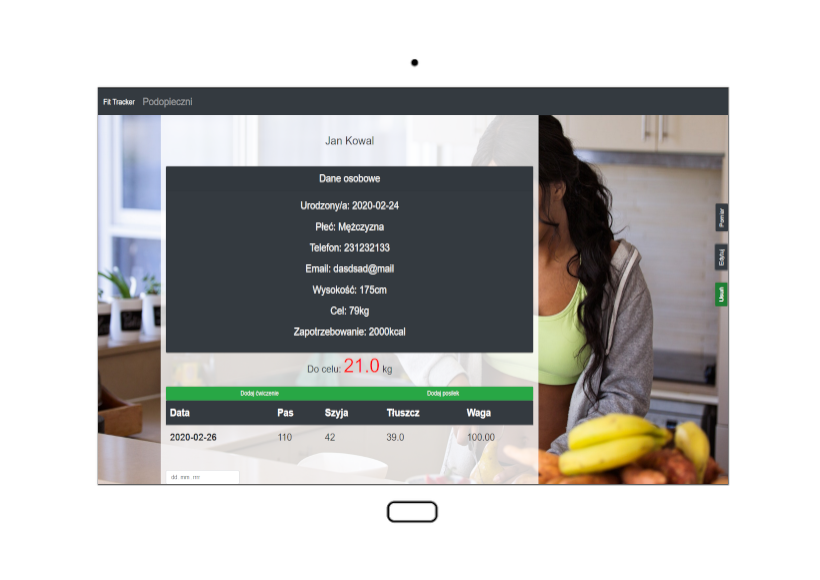 Fit Tracker Podopieczni
Jan Kowal
Dane osobowe
Urodzony/a: 2020-02-24
Płeć: Mężczyzna
Telefon: 231232133
Email: dasdsad@mail
Wysokość: 175cm
Cel: 79kg
Zapotrzebowanie: 2000kcal
Do celu: 21.0 kg
Dodaj ćwiczenie Dodaj posiłek
Data Pas Szyja Tłuszcz Waga
2020-02-26 110 42 39.0 100.00
dd.mm.rrrr
Pomiar
Edytuj
Usuń